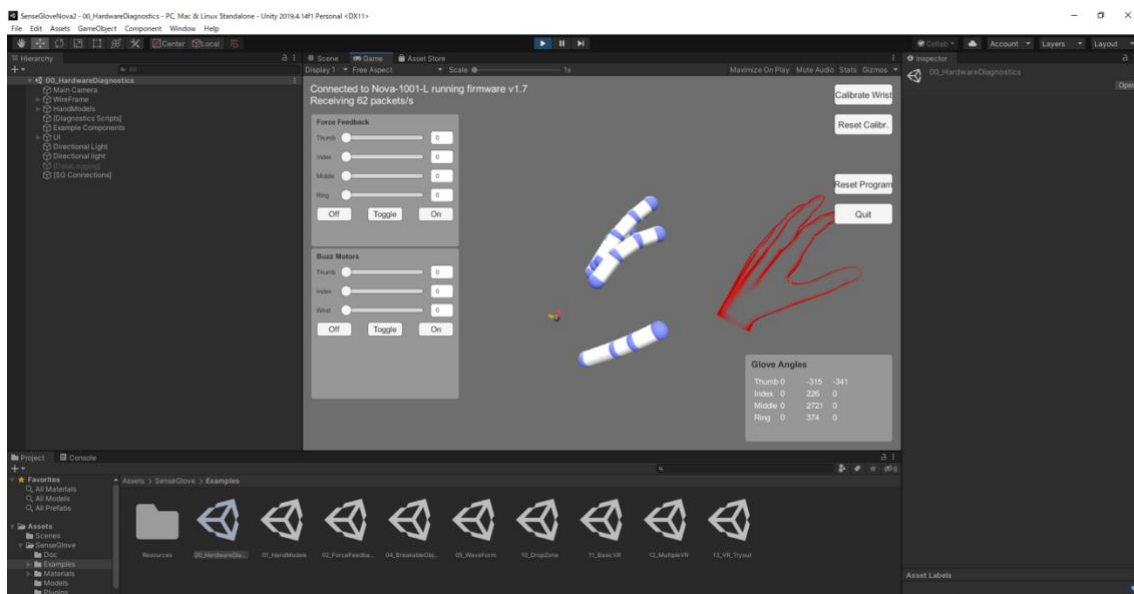 SenseGloveNova2 - 00_HardwareDiagnostics - PC, Mac & Linux Standalone - Unity 2019.4.14f1 Personal <DX11>
File Edit Assets GameObject Component Window Help
Center Local Collab Account Layers Layout
Hierarchy Scene Game Asset Store Inspector
Display 1 Free Aspect Scale 1x Maximize On Play Mute Audio Stats Gizmos
00_HardwareDiagnostics
Main Camera
WireFrame
HandModels
[Diagnostics Scripts]
Example Components
UI
Directional Light
Directional light
[DataLogging]
[SG Connections]
Connected to Nova-1001-L running firmware v1.7
Receiving 62 packets/s
Force Feedback
Thumb 0
Index 0
Middle 0
Ring 0
Off Toggle On
Buzz Motors
Thumb 0
Index 0
Wrist 0
Off Toggle On
Calibrate Wrist
Reset Calibr.
Reset Program
Quit
Glove Angles
Thumb 0 -315 -341
Index 0 226 0
Middle 0 2721 0
Ring 0 374 0
00_HardwareDiagnostics
Open
Project Console
Favorites
All Materials
All Models
All Prefabs
Assets
Scenes
SenseGlove
Doc
Examples
Materials
Models
Plugins
Assets > SenseGlove > Examples
Resources 00_HardwareDia... 01_HandModels 02_ForceFeedba... 04_BreakableObj... 05_WaveForm 10_DropZone 11_BasicVR 12_MultipleVR 13_VR_Tryout
Asset Labels